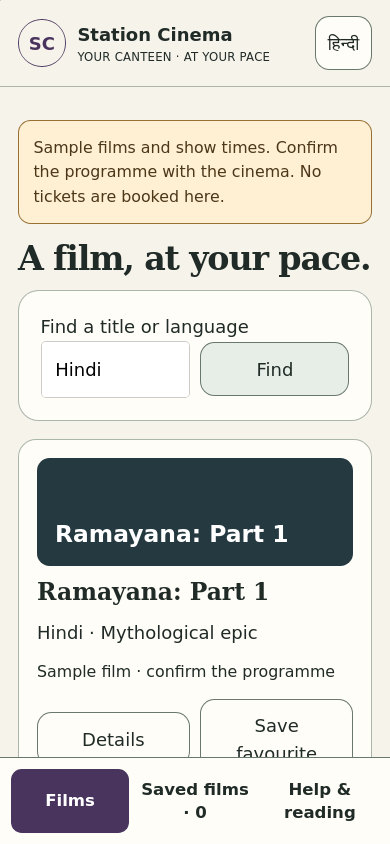 SC
Station Cinema
YOUR CANTEEN · AT YOUR PACE
हिन्दी
Sample films and show times. Confirm
the programme with the cinema. No
tickets are booked here.
A film, at your pace.
Find a title or language
Hindi
Find
Ramayana: Part 1
Ramayana: Part 1
Hindi · Mythological epic
Sample film · confirm the programme
Details
Save
favourite
Films
Saved films
· 0
Help &
reading